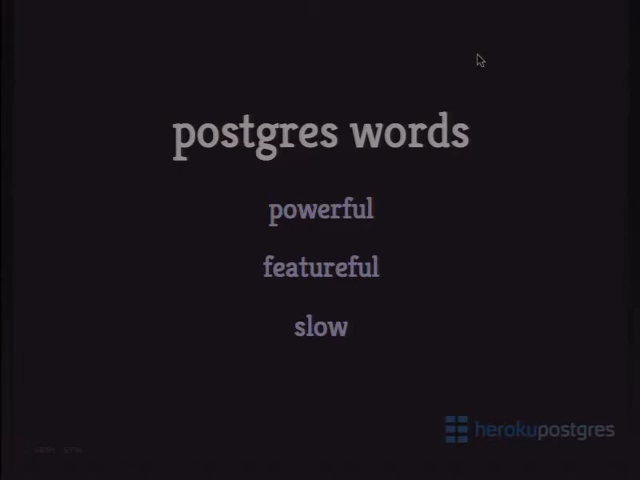 postgres words
powerful
featureful
slow
herokupostgres